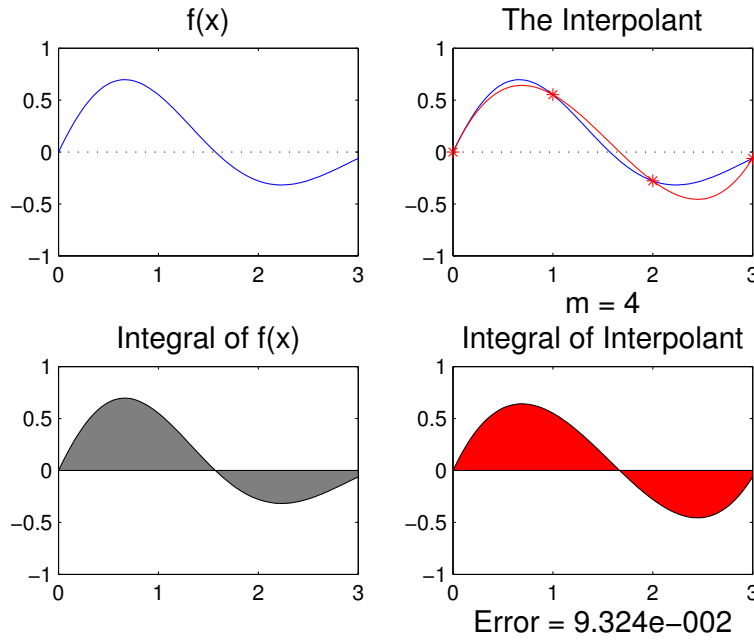 f(x)
1
0.5
0
−0.5
−1
0 1 2 3
The Interpolant
1
0.5
0
−0.5
−1
0 1 2 3
m = 4
Integral of f(x)
1
0.5
0
−0.5
−1
0 1 2 3
Integral of Interpolant
1
0.5
0
−0.5
−1
0 1 2 3
Error = 9.324e−002